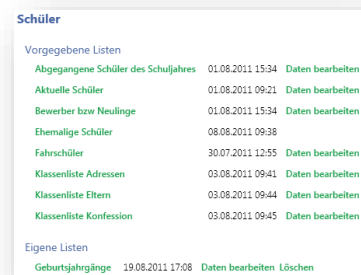 Schüler
Vorgegebene Listen
Abgegangene Schüler des Schuljahres 01.08.2011 15:34 Daten bearbeiten
Aktuelle Schüler 01.08.2011 09:21 Daten bearbeiten
Bewerber bzw Neulinge 01.08.2011 15:34 Daten bearbeiten
Ehemalige Schüler 08.08.2011 09:38
Fahrschüler 30.07.2011 12:55 Daten bearbeiten
Klassenliste Adressen 03.08.2011 09:41 Daten bearbeiten
Klassenliste Eltern 03.08.2011 09:44 Daten bearbeiten
Klassenliste Konfession 03.08.2011 09:45 Daten bearbeiten
Eigene Listen
Geburtsjahrgänge 19.08.2011 17:08 Daten bearbeiten Löschen